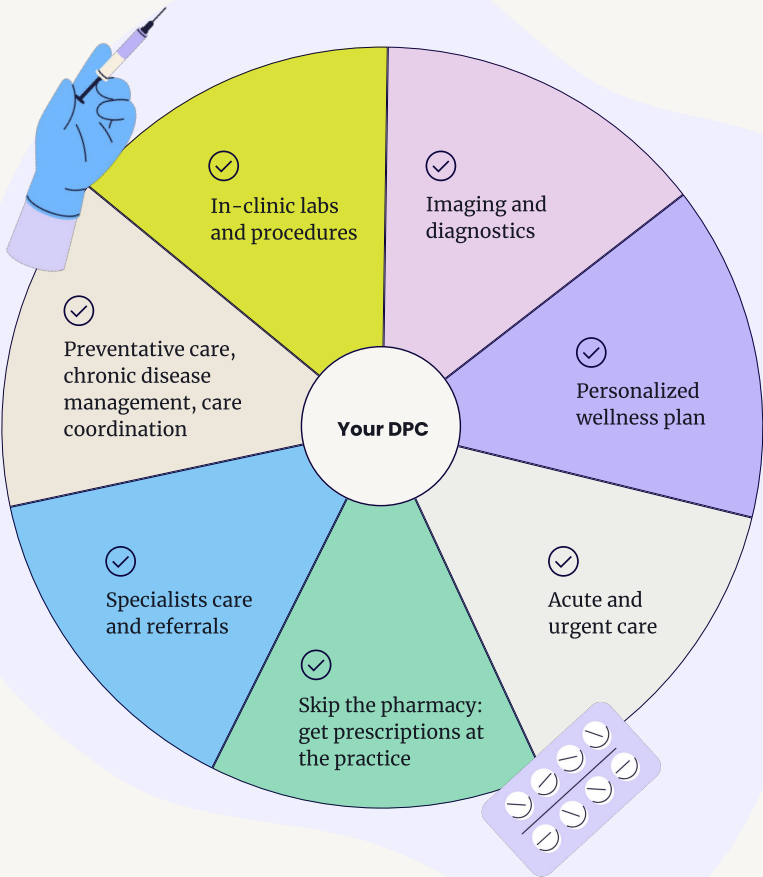 In-clinic labs
and procedures
Imaging and
diagnostics
Personalized
wellness plan
Acute and
urgent care
Skip the pharmacy:
get prescriptions at
the practice
Specialists care
and referrals
Preventative care,
chronic disease
management, care
coordination
Your DPC